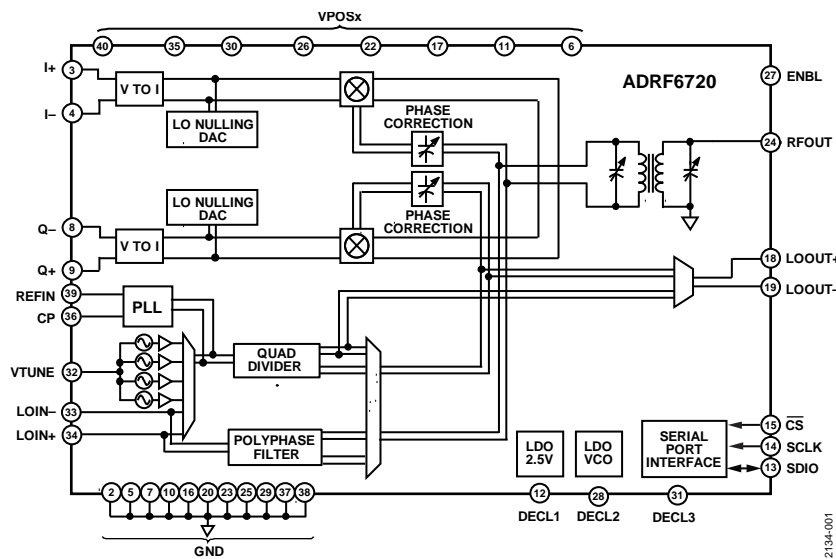 VPOSx
40 35 30 26 22 17 11 6
I+ 3
V TO I
ADRF6720
27 ENBL
I– 4
LO NULLING
DAC
PHASE
CORRECTION
24 RFOUT
LO NULLING
DAC
PHASE
CORRECTION
Q– 8
V TO I
Q+ 9
18 LOOUT+
19 LOOUT–
REFIN 39
CP 36
PLL
QUAD
DIVIDER
VTUNE 32
LOIN– 33
LOIN+ 34
POLYPHASE
FILTER
LDO
2.5V
LDO
VCO
SERIAL
PORT
INTERFACE
15 CS
14 SCLK
13 SDIO
2 5 7 10 16 20 23 25 29 37 38
12 28 31
DECL1 DECL2 DECL3
GND
2134-001